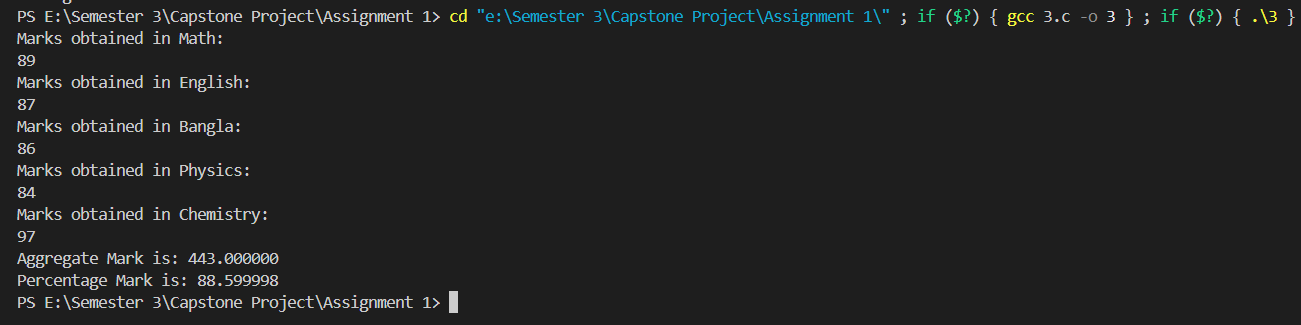 PS E:\Semester 3\Capstone Project\Assignment 1> cd "e:\Semester 3\Capstone Project\Assignment 1\" ; if ($?) { gcc 3.c -o 3 } ; if ($?) { .\3 }
Marks obtained in Math:
89
Marks obtained in English:
87
Marks obtained in Bangla:
86
Marks obtained in Physics:
84
Marks obtained in Chemistry:
97
Aggregate Mark is: 443.000000
Percentage Mark is: 88.599998
PS E:\Semester 3\Capstone Project\Assignment 1>